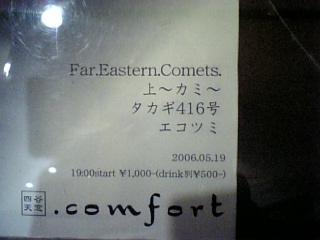 Far.Eastern.Comets.
上～カミ～
タカギ416号
エコツミ
2006.05.19
19:00start ¥1,000-(drink別¥500-)
四谷天窓
.comfort